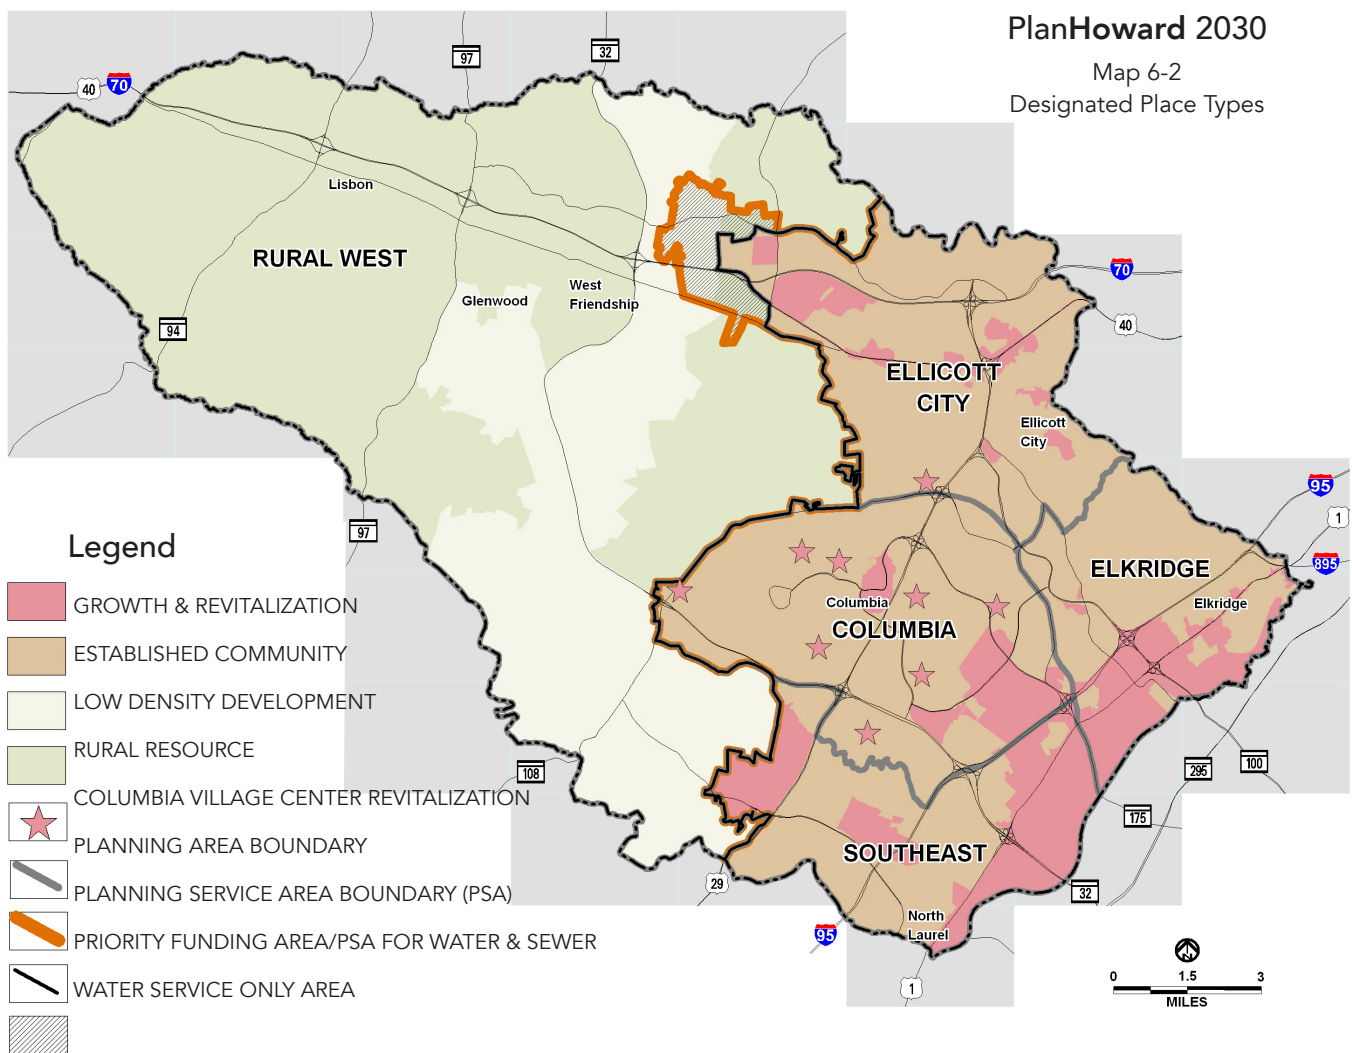 PlanHoward 2030
Map 6-2
Designated Place Types
97
32
40
70
Lisbon
RURAL WEST
70
West
Friendship
Glenwood
94
40
ELLICOTT
CITY
Ellicott
City
95
1
97
895
ELKRIDGE
Elkridge
Columbia
COLUMBIA
108
295
100
175
SOUTHEAST
29
32
North
Laurel
95
1
Legend
GROWTH & REVITALIZATION
ESTABLISHED COMMUNITY
LOW DENSITY DEVELOPMENT
RURAL RESOURCE
COLUMBIA VILLAGE CENTER REVITALIZATION
PLANNING AREA BOUNDARY
PLANNING SERVICE AREA BOUNDARY (PSA)
PRIORITY FUNDING AREA/PSA FOR WATER & SEWER
WATER SERVICE ONLY AREA
N
0 1.5 3
MILES